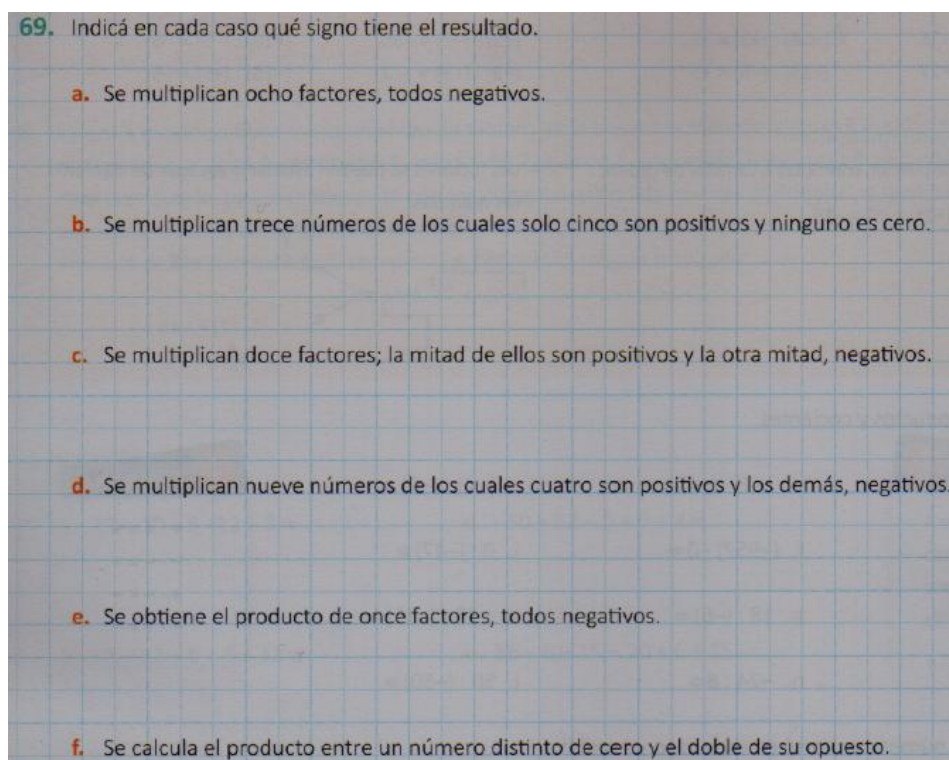 69. Indicá en cada caso qué signo tiene el resultado.
a. Se multiplican ocho factores, todos negativos.
b. Se multiplican trece números de los cuales solo cinco son positivos y ninguno es cero.
c. Se multiplican doce factores; la mitad de ellos son positivos y la otra mitad, negativos.
d. Se multiplican nueve números de los cuales cuatro son positivos y los demás, negativos.
e. Se obtiene el producto de once factores, todos negativos.
f. Se calcula el producto entre un número distinto de cero y el doble de su opuesto.